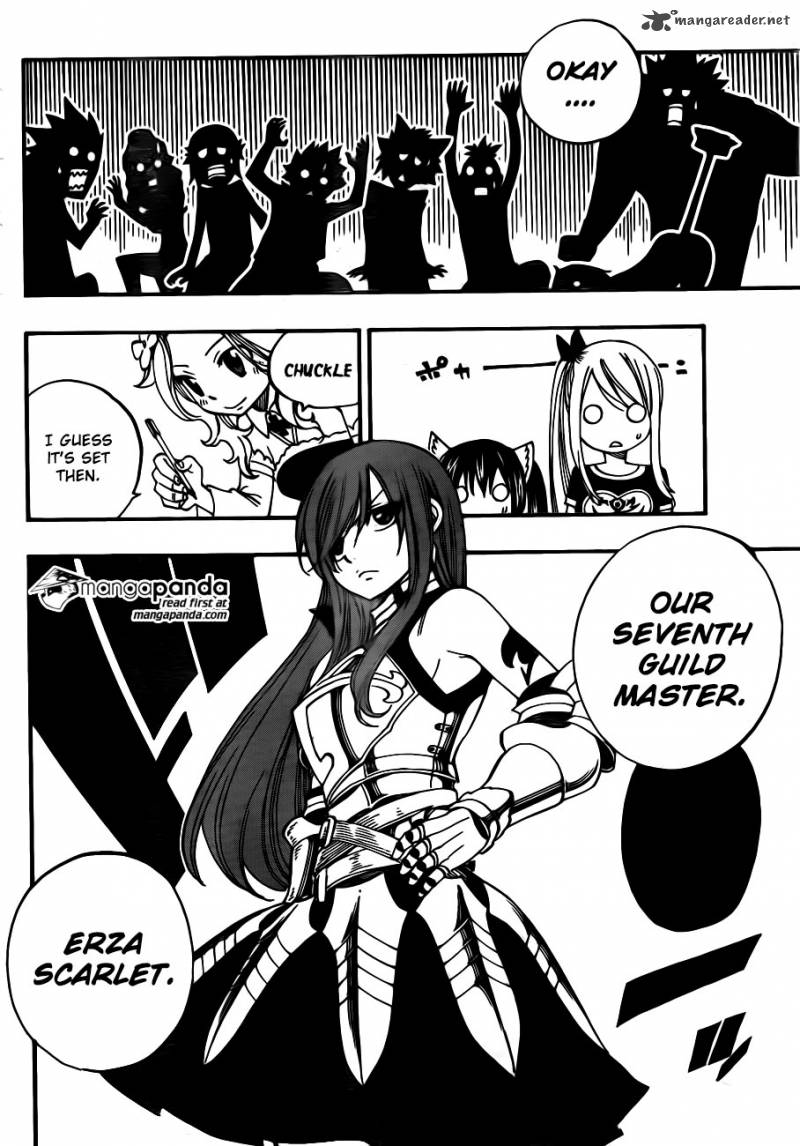 mangareader.net
OKAY
....
CHUCKLE
I GUESS
IT'S SET
THEN.
ポカ
mangapanda
read first at
mangapanda.com
OUR
SEVENTH
GUILD
MASTER.
ERZA
SCARLET.